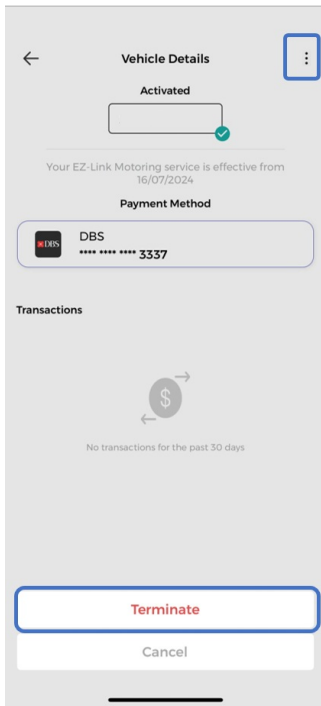 Vehicle Details
Activated
Your EZ-Link Motoring service is effective from
16/07/2024
Payment Method
DBS
DBS
•••• •••• •••• 3337
Transactions
$
No transactions for the past 30 days
Terminate
Cancel